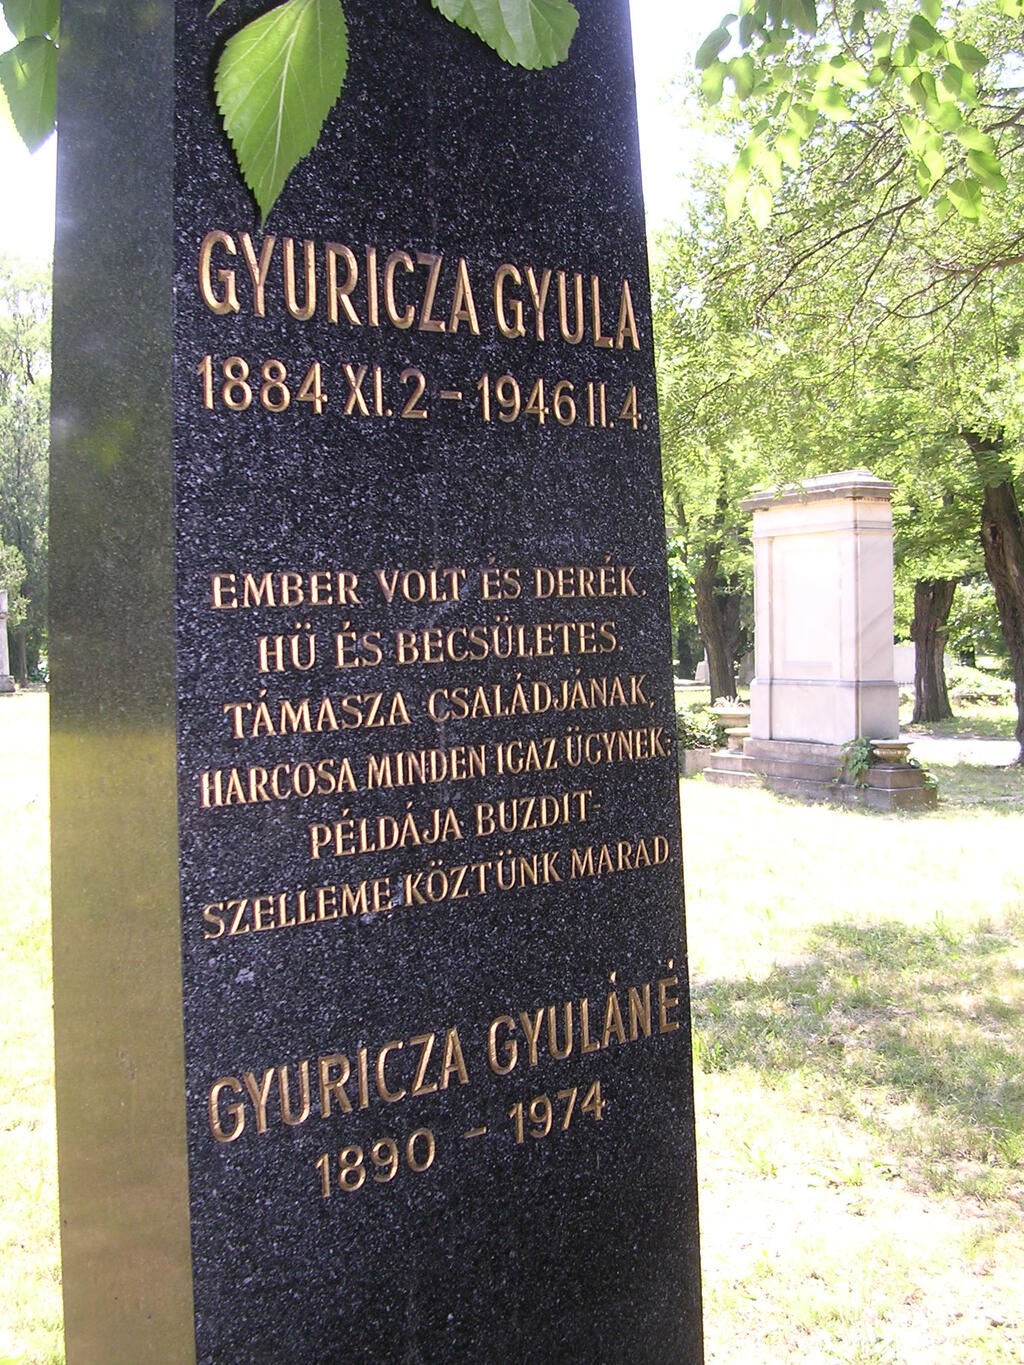 GYURICZA GYULA
1884 XI. 2 - 1946 II. 4.
EMBER VOLT ÉS DERÉK,
HÜ ÉS BECSÜLETES.
TÁMASZA CSALÁDJÁNAK,
HARCOSA MINDEN IGAZ ÜGYNEK:
PÉLDÁJA BUZDIT-
SZELLEME KÖZTÜNK MARAD.
GYURICZA GYULÁNÉ
1890 - 1974